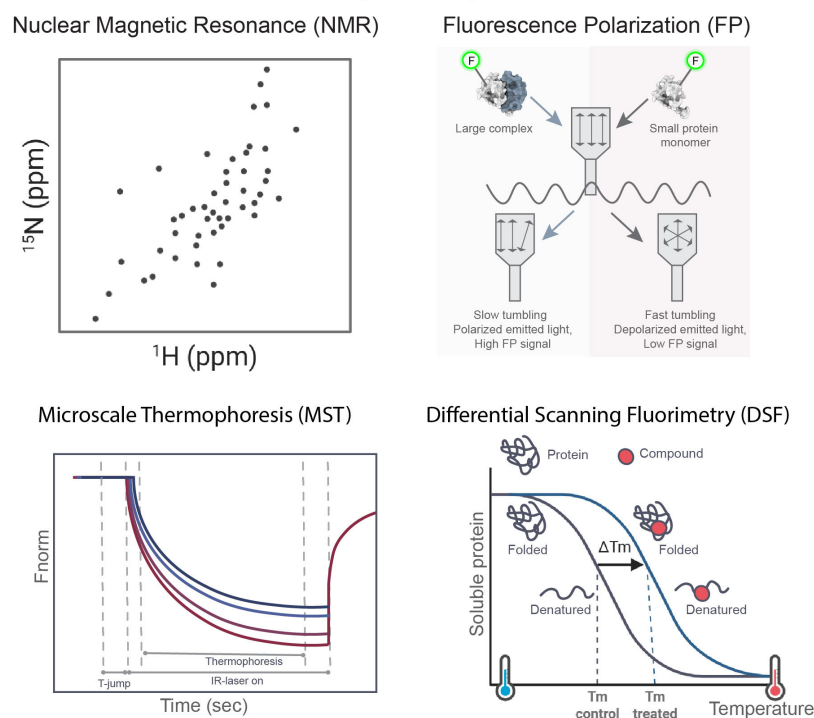 Nuclear Magnetic Resonance (NMR)
¹⁵N (ppm)
¹H (ppm)
Fluorescence Polarization (FP)
F
F
Large complex
Small protein
monomer
Slow tumbling
Polarized emitted light,
High FP signal
Fast tumbling
Depolarized emitted light,
Low FP signal
Microscale Thermophoresis (MST)
Fnorm
Thermophoresis
T-jump
IR-laser on
Time (sec)
Differential Scanning Fluorimetry (DSF)
Protein
Compound
Soluble protein
Folded
ΔTm
Folded
Denatured
Denatured
Tm
control
Tm
treated
Temperature